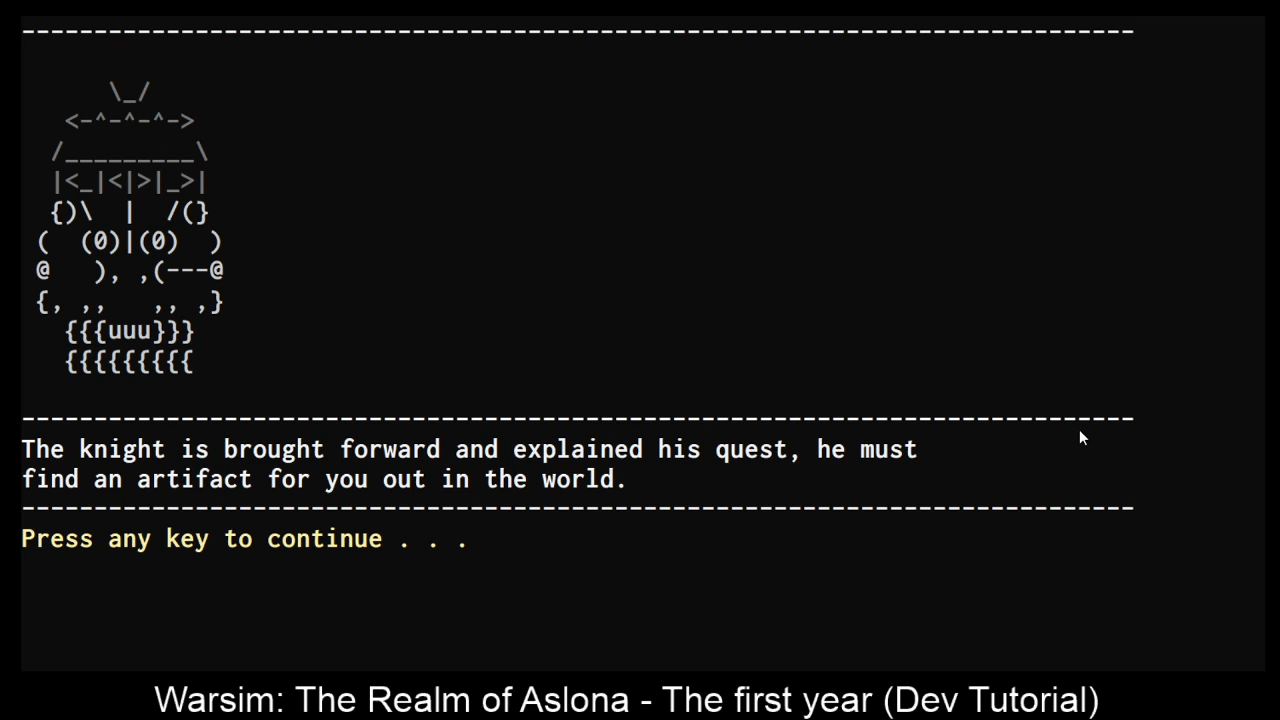 The knight is brought forward and explained his quest, he must
find an artifact for you out in the world.
Press any key to continue . . .
Warsim: The Realm of Aslona - The first year (Dev Tutorial)